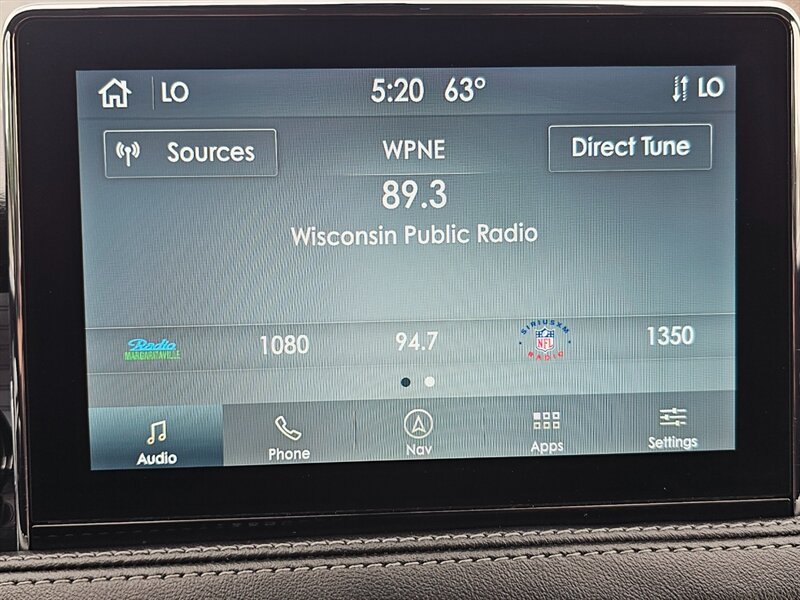 LO 5:20 63° LO
Sources WPNE Direct Tune
89.3
Wisconsin Public Radio
Radio
MARGARITAVILLE
1080 94.7
SIRIUSXM
NFL
RADIO
1350
Audio Phone Nav Apps Settings